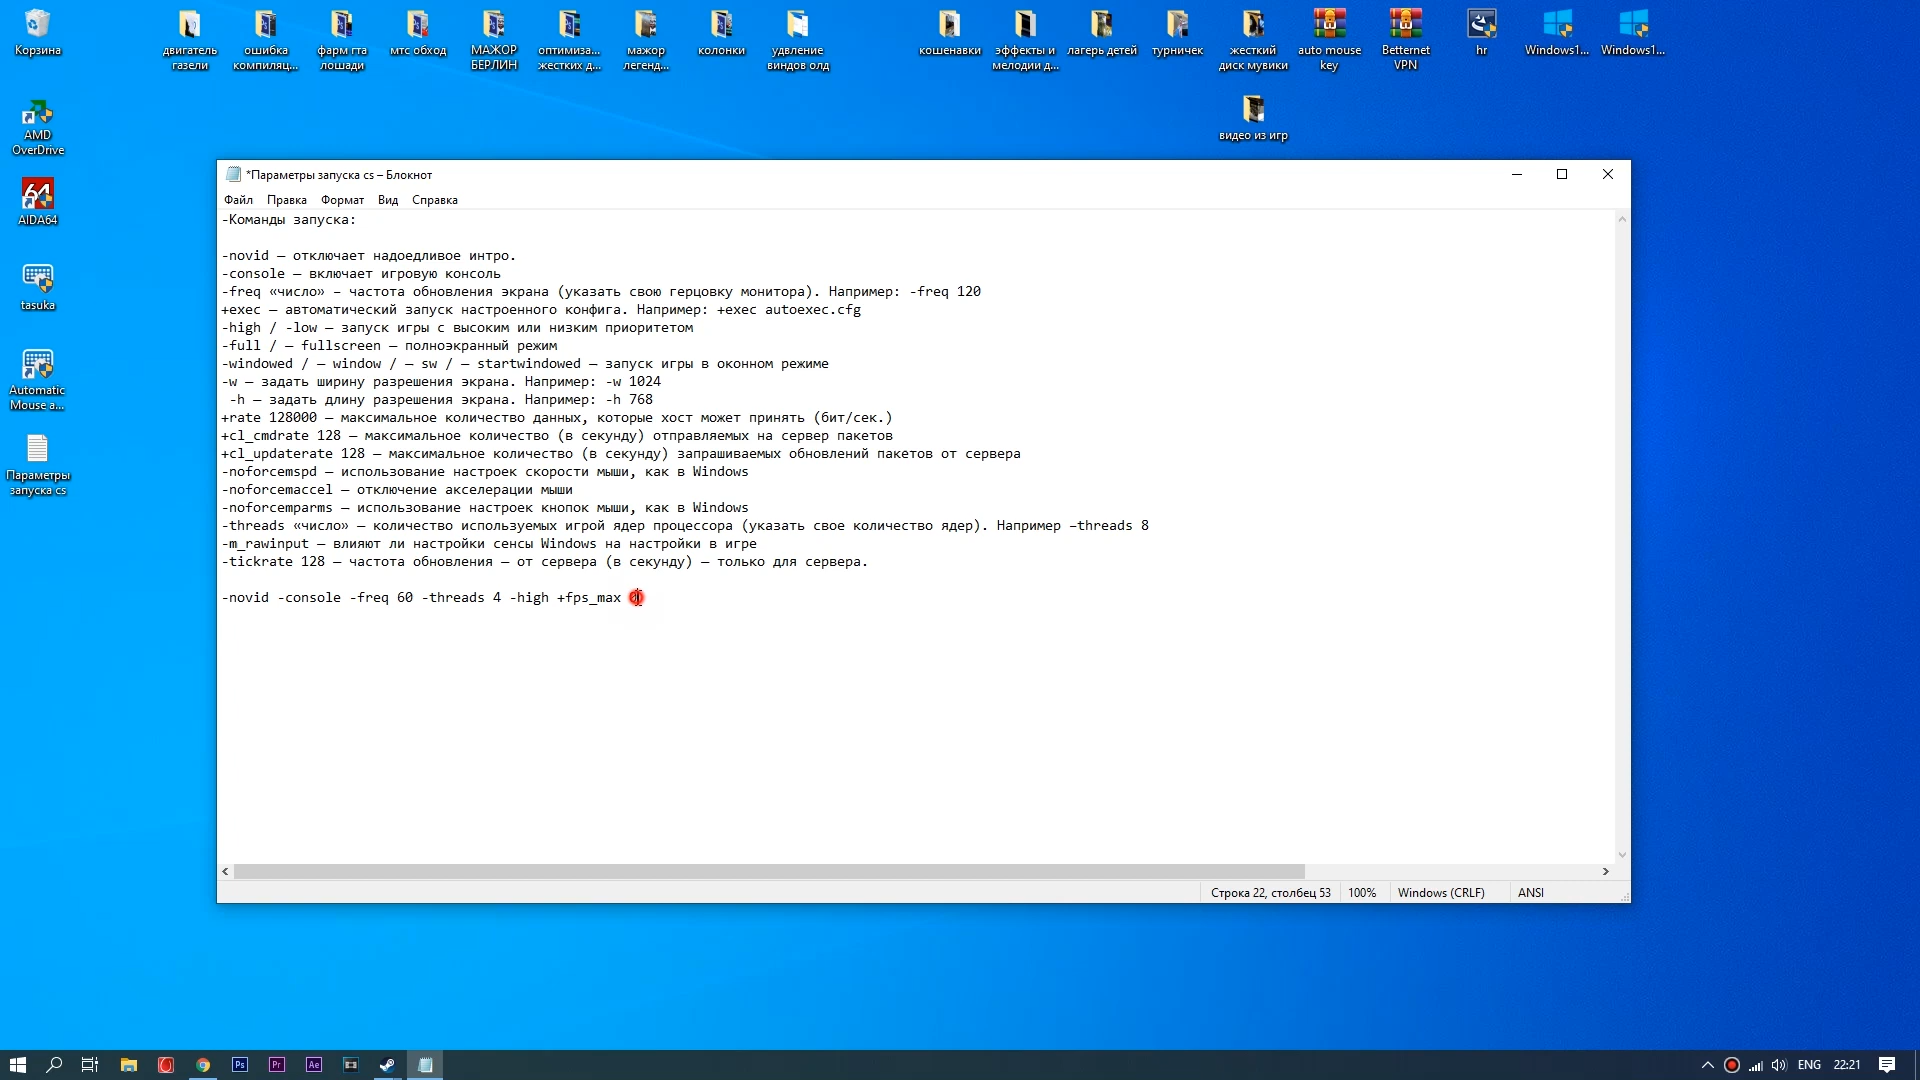 Корзина
двигатель
газели
ошибка
компиляц...
фарм гта
лошади
мтс обход
МАЖОР
БЕРЛИН
оптимиза...
жестких д...
мажор
легенд...
колонки
удвление
виндов олд
кошенавки
эффекты и
мелодии д...
лагерь детей
турничек
жесткий
диск мувики
auto mouse
key
Betternet
VPN
hr
Windows1...
Windows1...
видео из игр
AMD
OverDrive
64
AIDA64
tasuka
Automatic
Mouse a...
Параметры
запуска cs
*Параметры запуска cs – Блокнот
Файл Правка Формат Вид Справка
-Команды запуска:
-novid — отключает надоедливое интро.
-console — включает игровую консоль
-freq «число» – частота обновления экрана (указать свою герцовку монитора). Например: -freq 120
+exec — автоматический запуск настроенного конфига. Например: +exec autoexec.cfg
-high / -low — запуск игры с высоким или низким приоритетом
-full / — fullscreen — полноэкранный режим
-windowed / — window / — sw / — startwindowed — запуск игры в оконном режиме
-w — задать ширину разрешения экрана. Например: -w 1024
-h — задать длину разрешения экрана. Например: -h 768
+rate 128000 — максимальное количество данных, которые хост может принять (бит/сек.)
+cl_cmdrate 128 — максимальное количество (в секунду) отправляемых на сервер пакетов
+cl_updaterate 128 — максимальное количество (в секунду) запрашиваемых обновлений пакетов от сервера
-noforcemspd — использование настроек скорости мыши, как в Windows
-noforcemaccel — отключение акселерации мыши
-noforcemparms — использование настроек кнопок мыши, как в Windows
-threads «число» — количество используемых игрой ядер процессора (указать свое количество ядер). Например –threads 8
-m_rawinput — влияют ли настройки сенсы Windows на настройки в игре
-tickrate 128 — частота обновления — от сервера (в секунду) — только для сервера.
-novid -console -freq 60 -threads 4 -high +fps_max
Строка 22, столбец 53 100% Windows (CRLF) ANSI
Ps Pr Ae
ENG 22:21